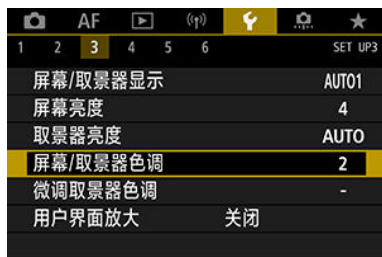 AF
1 2 3 4 5 6 SET UP3
屏幕/取景器显示 AUTO1
屏幕亮度 4
取景器亮度 AUTO
屏幕/取景器色调 2
微调取景器色调 -
用户界面放大 关闭